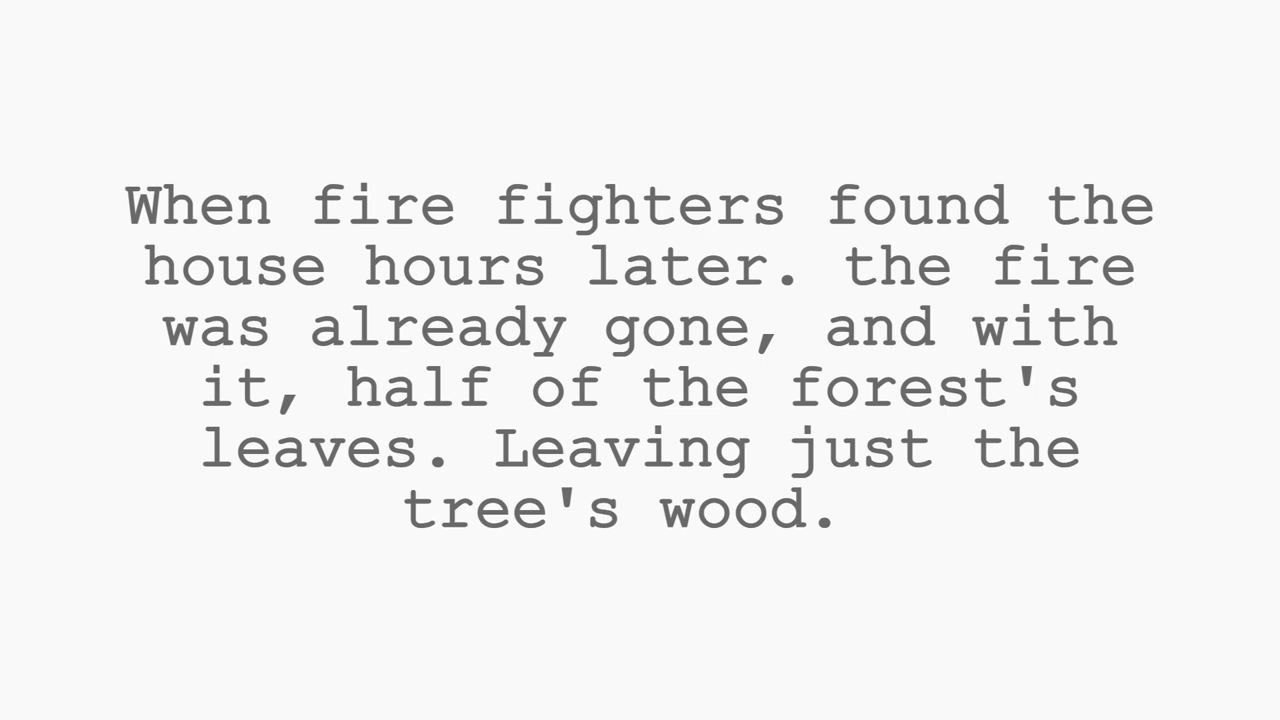 When fire fighters found the
house hours later. the fire
was already gone, and with
it, half of the forest's
leaves. Leaving just the
tree's wood.